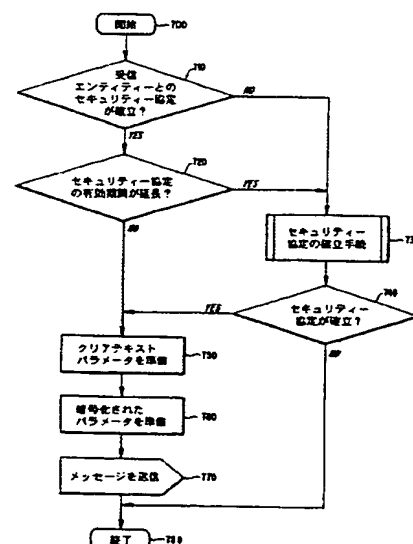 開始
700
710
受信
エンティティーとの
セキュリティー協定
が確立?
NO
YES
720
セキュリティー協定
の有効期間が延長?
YES
NO
セキュリティー
協定の確立手続
740
セキュリティー
協定が確立?
YES
NO
クリアテキスト
パラメータを準備
750
暗号化された
パラメータを準備
760
メッセージを送信
770
終了